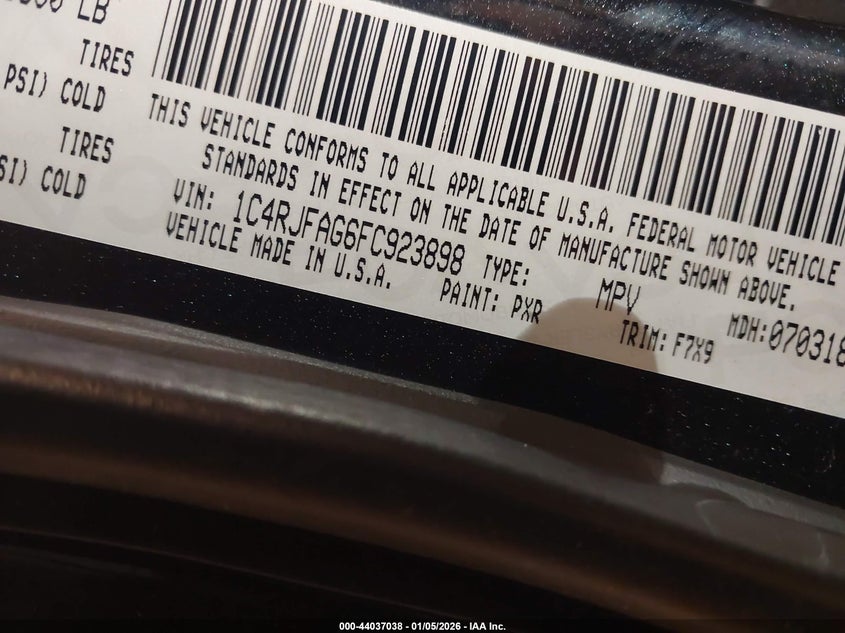 LB
TIRES
PSI) COLD
TIRES
PSI) COLD
THIS VEHICLE CONFORMS TO ALL APPLICABLE U.S.A. FEDERAL MOTOR VEHICLE
STANDARDS IN EFFECT ON THE DATE OF MANUFACTURE SHOWN ABOVE.
VIN: 1C4RJFAG6FC923898 TYPE: MPV MDH:070318
VEHICLE MADE IN U.S.A. PAINT: PXR TRIM: F7X9
000-44037038 - 01/05/2026 - IAA Inc.